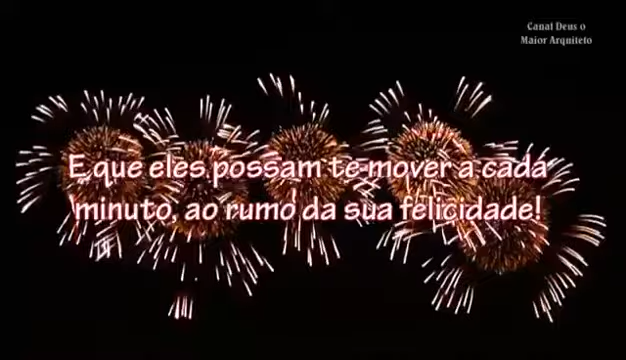 Canal Deus o
Maior Arquiteto
E que eles possam te mover a cada
minuto, ao rumo da sua felicidade!